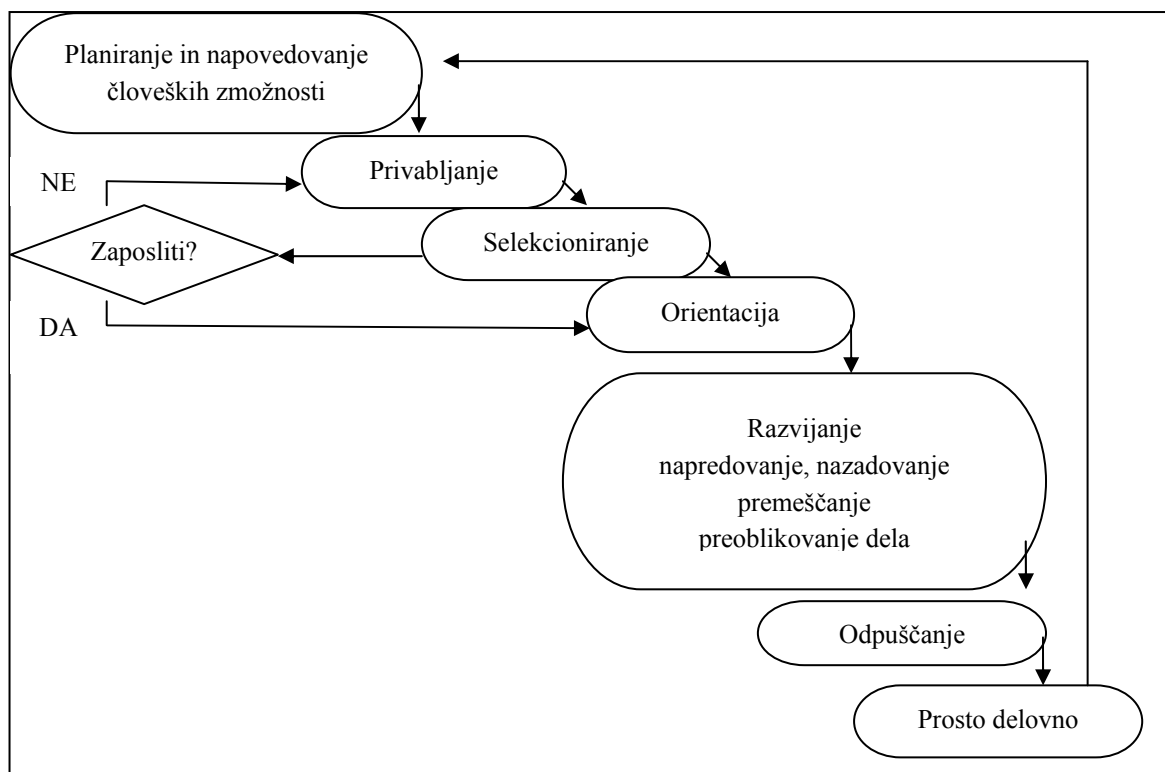 Planiranje in napovedovanje
človeških zmožnosti
Privabljanje
NE
Selekcioniranje
Zaposliti?
Orientacija
DA
Razvijanje
napredovanje, nazadovanje
premeščanje
preoblikovanje dela
Odpuščanje
Prosto delovno